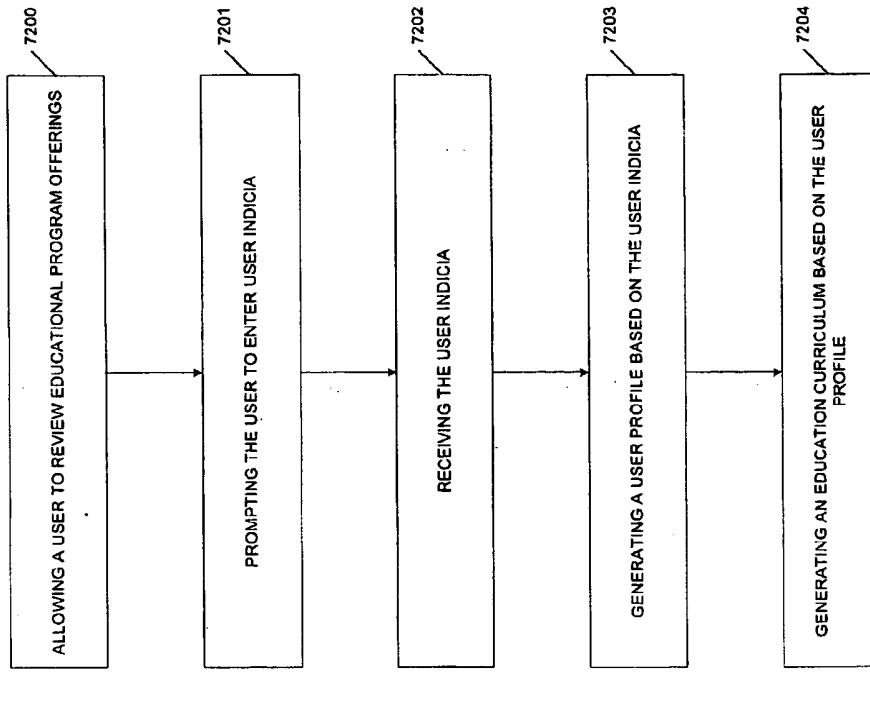 7200
ALLOWING A USER TO REVIEW EDUCATIONAL PROGRAM OFFERINGS
7201
PROMPTING THE USER TO ENTER USER INDICIA
7202
RECEIVING THE USER INDICIA
7203
GENERATING A USER PROFILE BASED ON THE USER INDICIA
7204
GENERATING AN EDUCATION CURRICULUM BASED ON THE USER
PROFILE